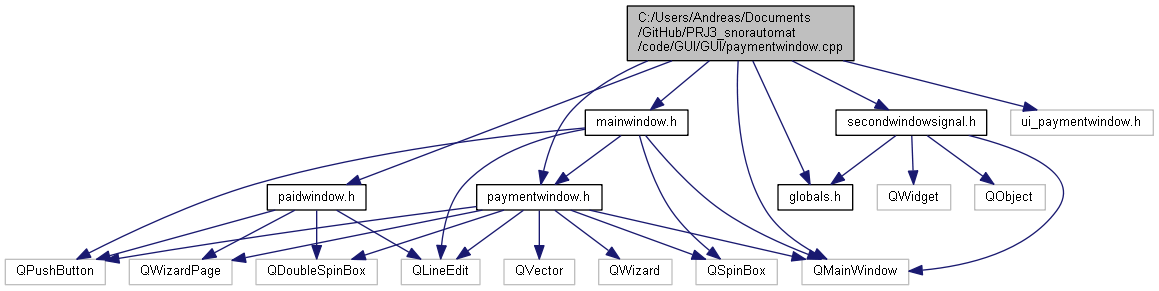 C:/Users/Andreas/Documents
/GitHub/PRJ3_snorautomat
/code/GUI/GUI/paymentwindow.cpp
mainwindow.h
secondwindowsignal.h
ui_paymentwindow.h
paidwindow.h
paymentwindow.h
globals.h
QWidget
QObject
QPushButton
QWizardPage
QDoubleSpinBox
QLineEdit
QVector
QWizard
QSpinBox
QMainWindow